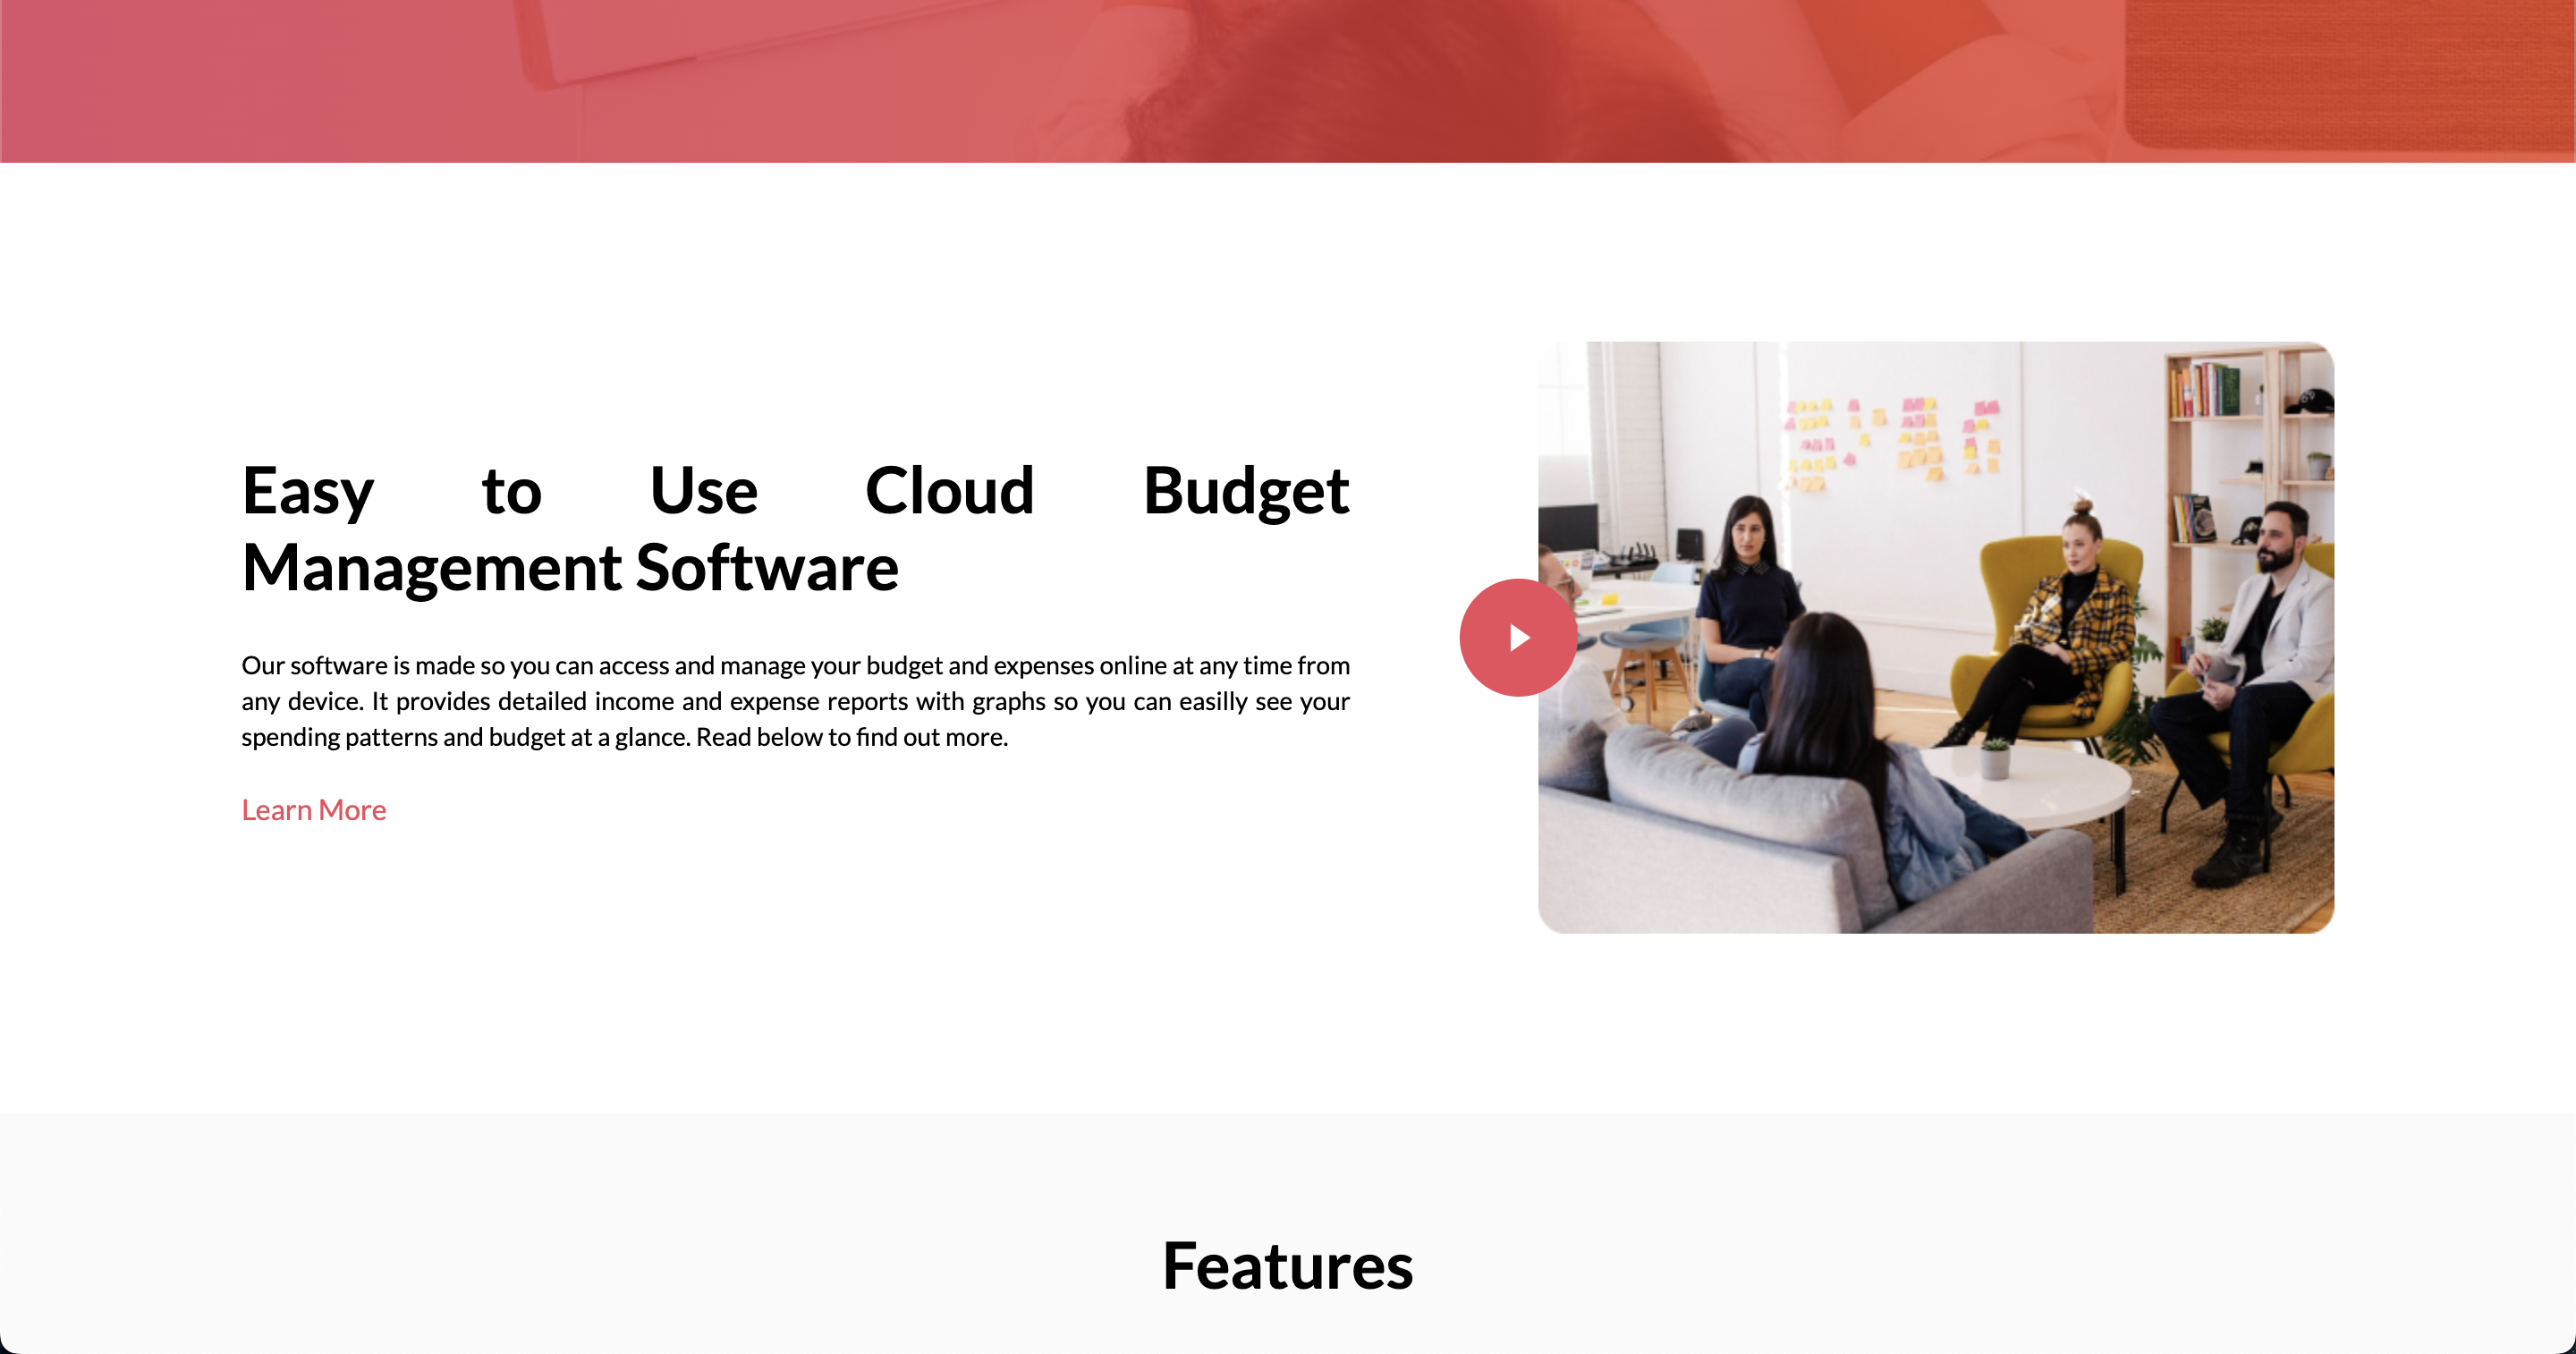 Easy to Use Cloud Budget
Management Software
Our software is made so you can access and manage your budget and expenses online at any time from
any device. It provides detailed income and expense reports with graphs so you can easilly see your
spending patterns and budget at a glance. Read below to find out more.
Learn More
Features